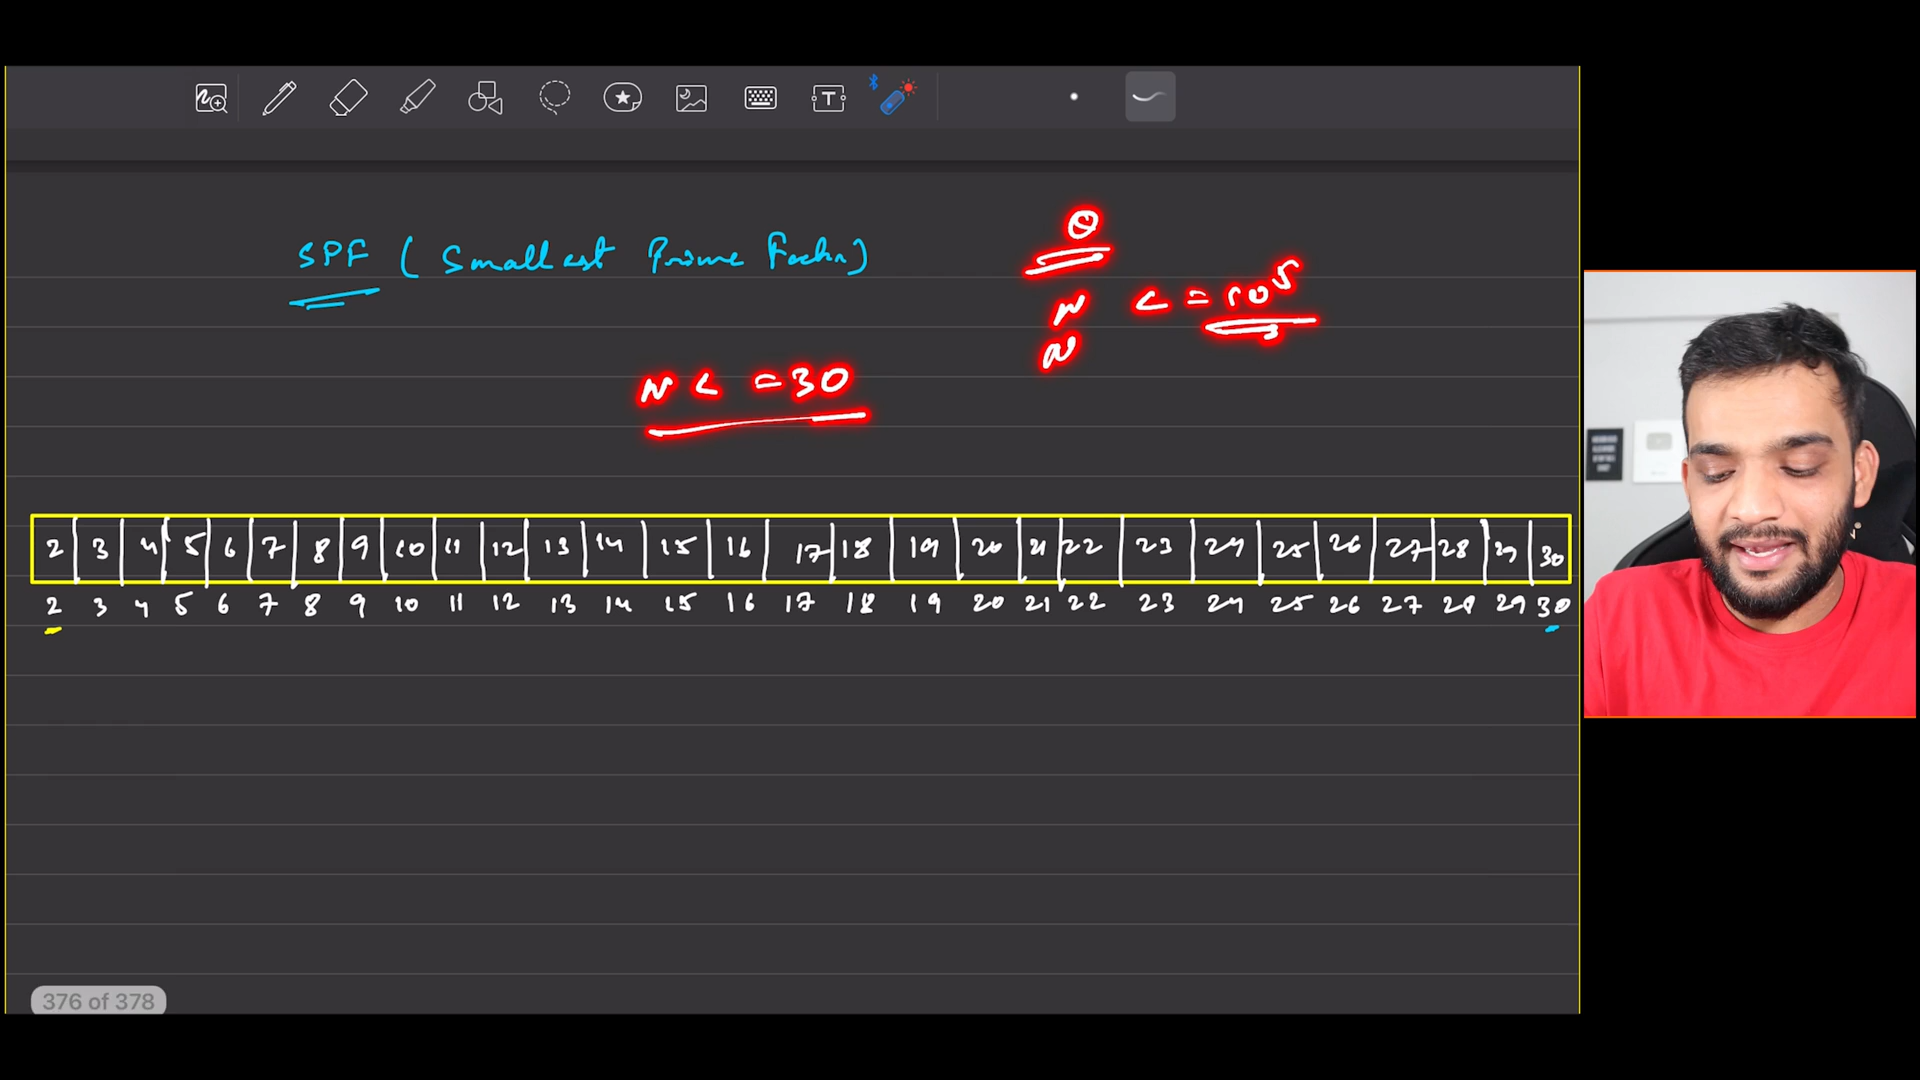 T
SPF ( Smallest Prime Factor)
Q
N <= 10^5
N
N <= 30
2 3 4 5 6 7 8 9 10 11 12 13 14 15 16 17 18 19 20 21 22 23 24 25 26 27 28 29 30
2 3 4 5 6 7 8 9 10 11 12 13 14 15 16 17 18 19 20 21 22 23 24 25 26 27 28 29 30
376 of 378